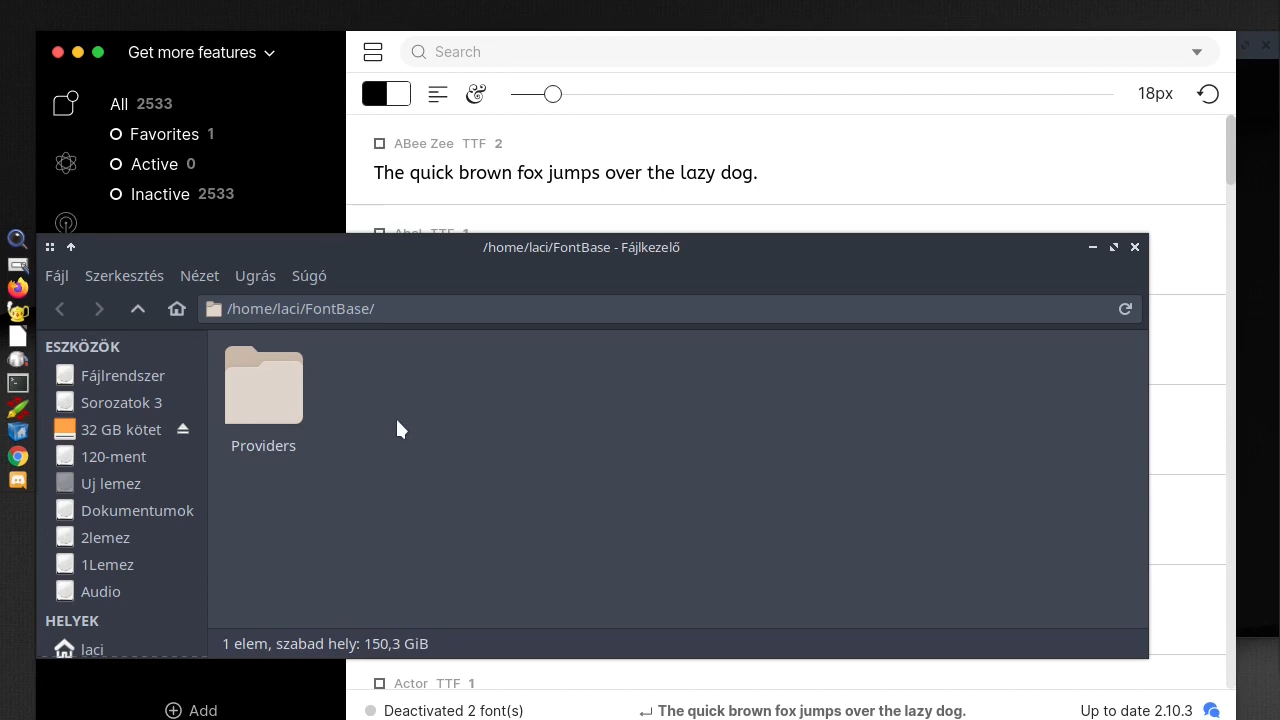 Get more features
Search
18px
All 2533
Favorites 1
Active 0
Inactive 2533
ABee Zee TTF 2
The quick brown fox jumps over the lazy dog.
Abel TTF 1
/home/laci/FontBase - Fájlkezelő
Fájl Szerkesztés Nézet Ugrás Súgó
/home/laci/FontBase/
ESZKÖZÖK
Fájlrendszer
Sorozatok 3
32 GB kötet
120-ment
Uj lemez
Dokumentumok
2lemez
1Lemez
Audio
HELYEK
laci
Providers
1 elem, szabad hely: 150,3 GiB
Actor TTF 1
Add
Deactivated 2 font(s)
The quick brown fox jumps over the lazy dog.
Up to date 2.10.3